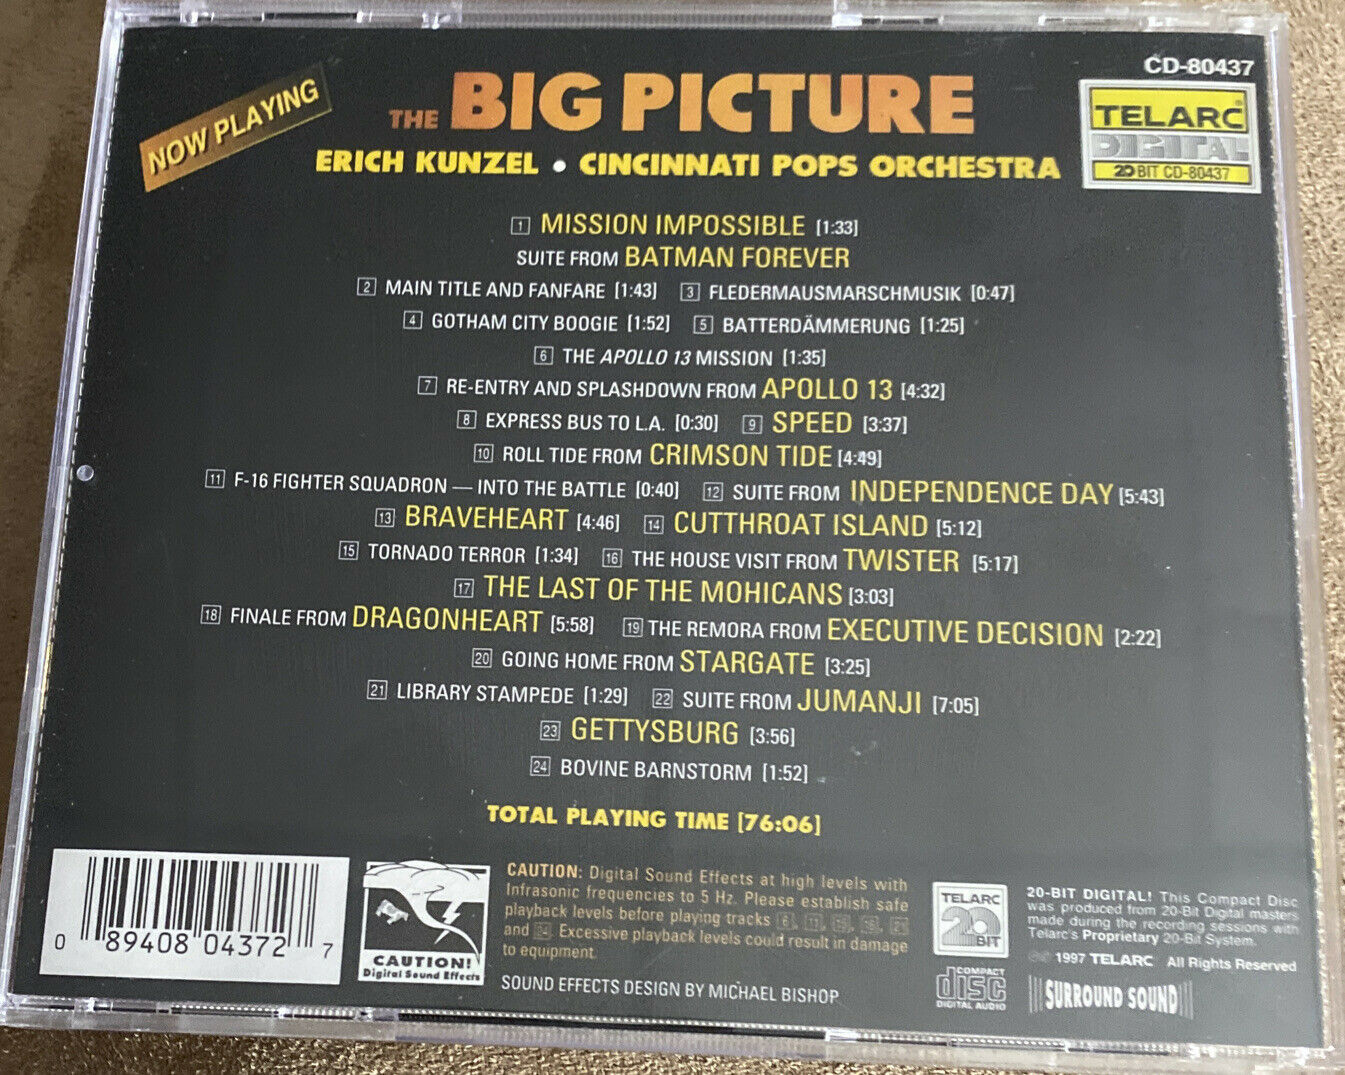 CD-80437
NOW PLAYING
THE BIG PICTURE
TELARC®
DIGITAL
20 BIT CD-80437
ERICH KUNZEL • CINCINNATI POPS ORCHESTRA
1 MISSION IMPOSSIBLE [1:33]
SUITE FROM BATMAN FOREVER
2 MAIN TITLE AND FANFARE [1:43] 3 FLEDERMAUSMARSCHMUSIK [0:47]
4 GOTHAM CITY BOOGIE [1:52] 5 BATTERDÄMMERUNG [1:25]
6 THE APOLLO 13 MISSION [1:35]
7 RE-ENTRY AND SPLASHDOWN FROM APOLLO 13 [4:32]
8 EXPRESS BUS TO L.A. [0:30] 9 SPEED [3:37]
10 ROLL TIDE FROM CRIMSON TIDE [4:49]
11 F-16 FIGHTER SQUADRON — INTO THE BATTLE [0:40] 12 SUITE FROM INDEPENDENCE DAY [5:43]
13 BRAVEHEART [4:46] 14 CUTTHROAT ISLAND [5:12]
15 TORNADO TERROR [1:34] 16 THE HOUSE VISIT FROM TWISTER [5:17]
17 THE LAST OF THE MOHICANS [3:03]
18 FINALE FROM DRAGONHEART [5:58] 19 THE REMORA FROM EXECUTIVE DECISION [2:22]
20 GOING HOME FROM STARGATE [3:25]
21 LIBRARY STAMPEDE [1:29] 22 SUITE FROM JUMANJI [7:05]
23 GETTYSBURG [3:56]
24 BOVINE BARNSTORM [1:52]
TOTAL PLAYING TIME [76:06]
0 89408 04372 7
CAUTION!
Digital Sound Effects
CAUTION: Digital Sound Effects at high levels with
Infrasonic frequencies to 5 Hz. Please establish safe
playback levels before playing tracks
and 24. Excessive playback levels could result in damage
to equipment.
SOUND EFFECTS DESIGN BY MICHAEL BISHOP
TELARC
20
BIT
COMPACT
disc
DIGITAL AUDIO
20-BIT DIGITAL! This Compact Disc
was produced from 20-Bit Digital masters
made during the recording sessions with
Telarc's Proprietary 20-Bit System.
1997 TELARC All Rights Reserved
SURROUND SOUND